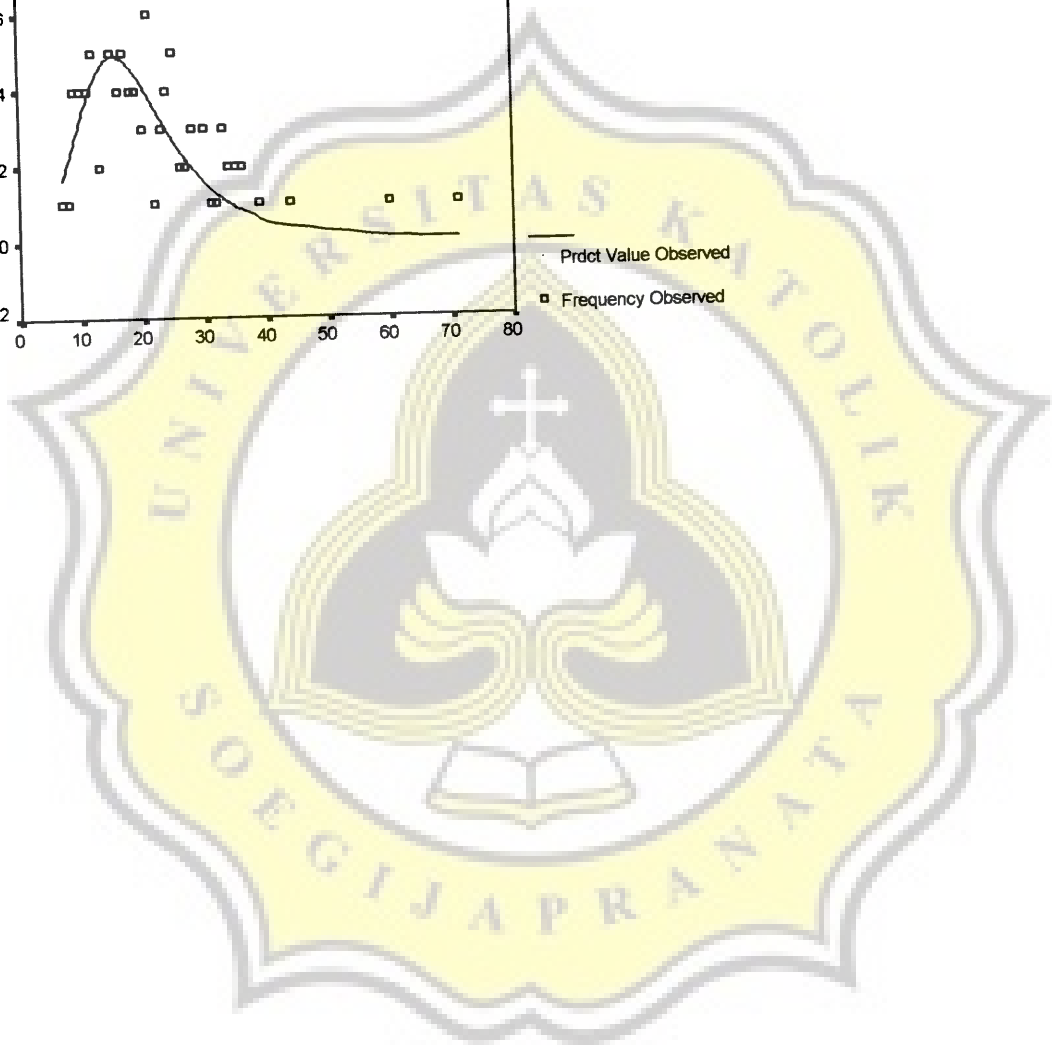 6
4
2
0
2
0 10 20 30 40 50 60 70 80
Prdct Value Observed
Frequency Observed
UNIVERSITAS KATOLIK
SOEGIJAPRANATA